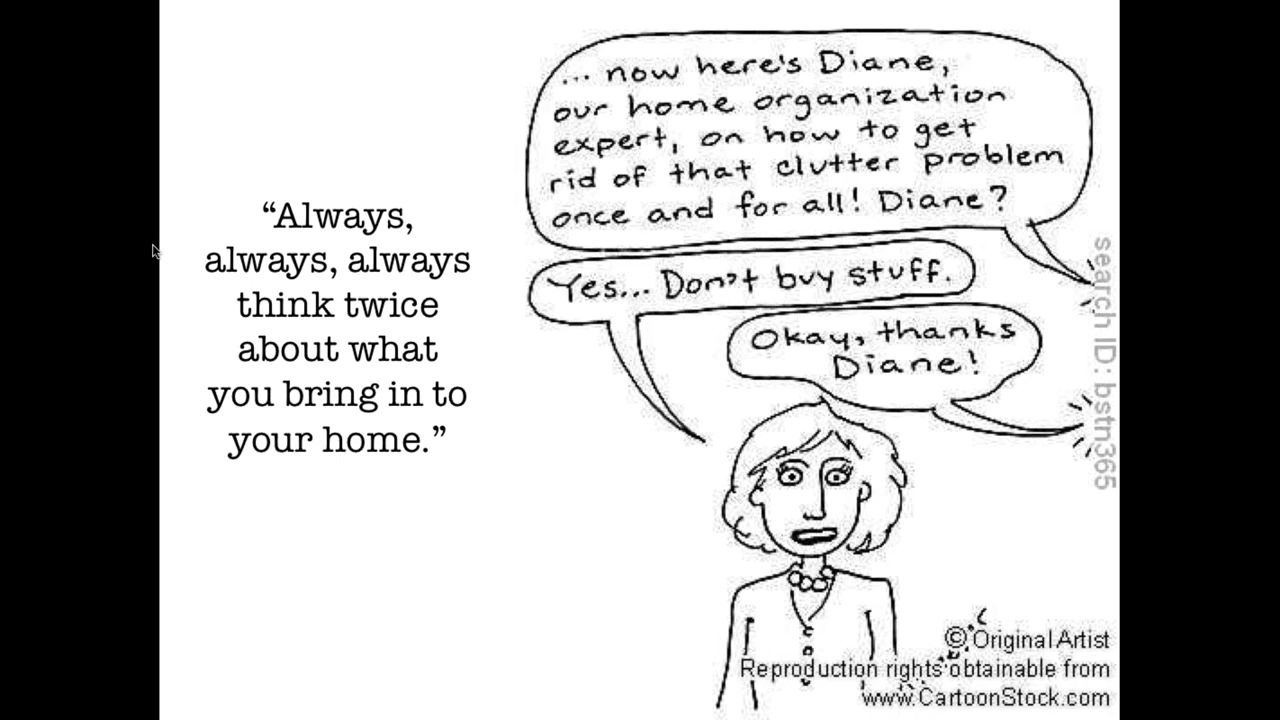 “Always,
always, always
think twice
about what
you bring in to
your home.”
... now here's Diane,
our home organization
expert, on how to get
rid of that clutter problem
once and for all! Diane?
Yes... Don't buy stuff.
Okay, thanks
Diane!
search ID: bstn365
© Original Artist
Reproduction rights obtainable from
www.CartoonStock.com